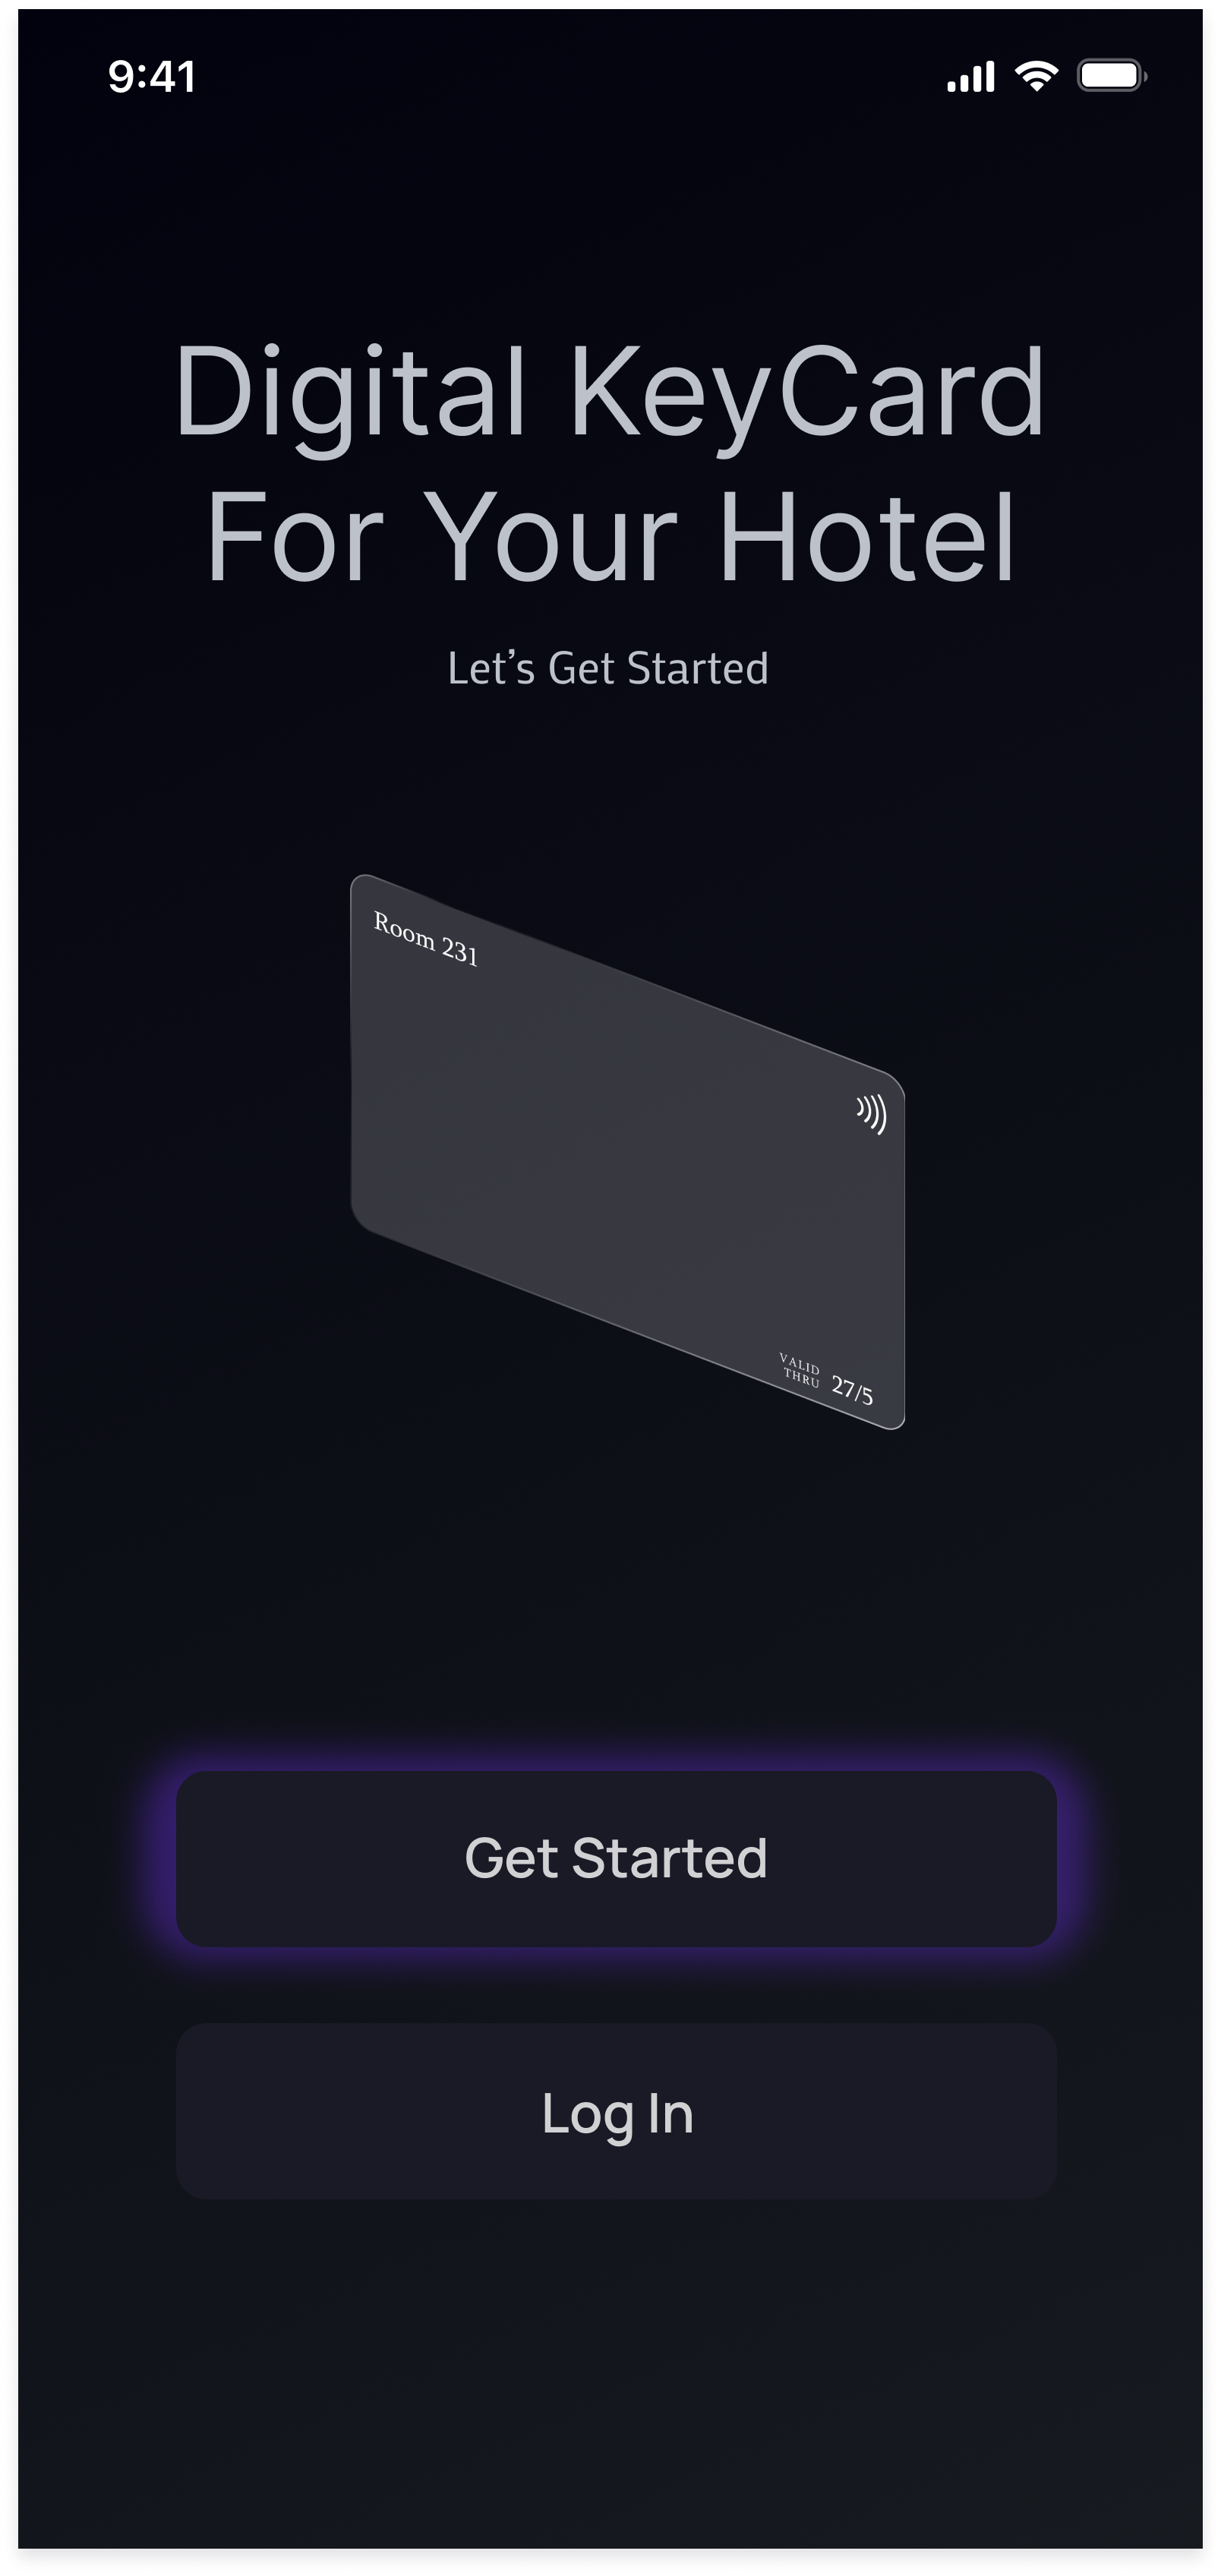 9:41
Digital KeyCard
For Your Hotel
Let’s Get Started
Room 231
VALID
THRU 27/5
Get Started
Log In